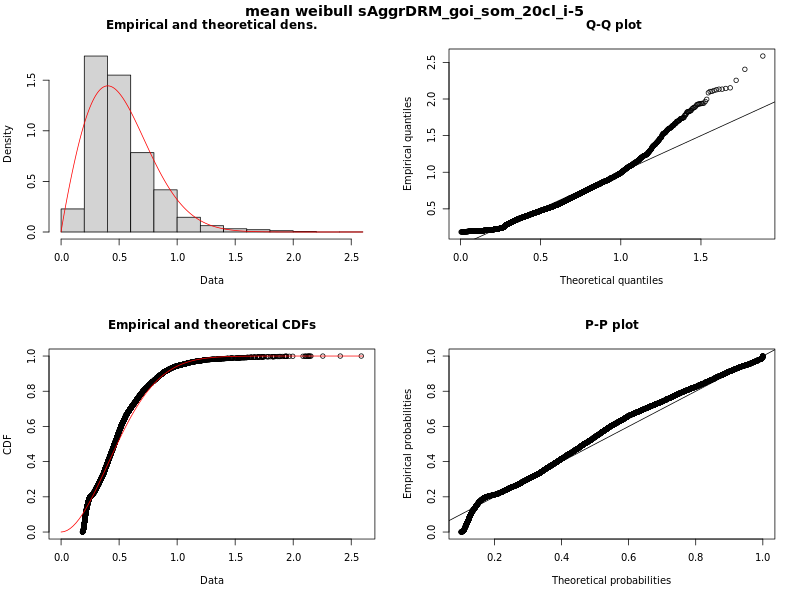 mean weibull sAggrDRM_goi_som_20cl_i-5
Empirical and theoretical dens.
Density
0.0 0.5 1.0 1.5
0.0 0.5 1.0 1.5 2.0 2.5
Data
Q-Q plot
Empirical quantiles
0.5 1.0 1.5 2.0 2.5
0.0 0.5 1.0 1.5
Theoretical quantiles
Empirical and theoretical CDFs
CDF
0.0 0.2 0.4 0.6 0.8 1.0
0.0 0.5 1.0 1.5 2.0 2.5
Data
P-P plot
Empirical probabilities
0.0 0.2 0.4 0.6 0.8 1.0
0.2 0.4 0.6 0.8 1.0
Theoretical probabilities